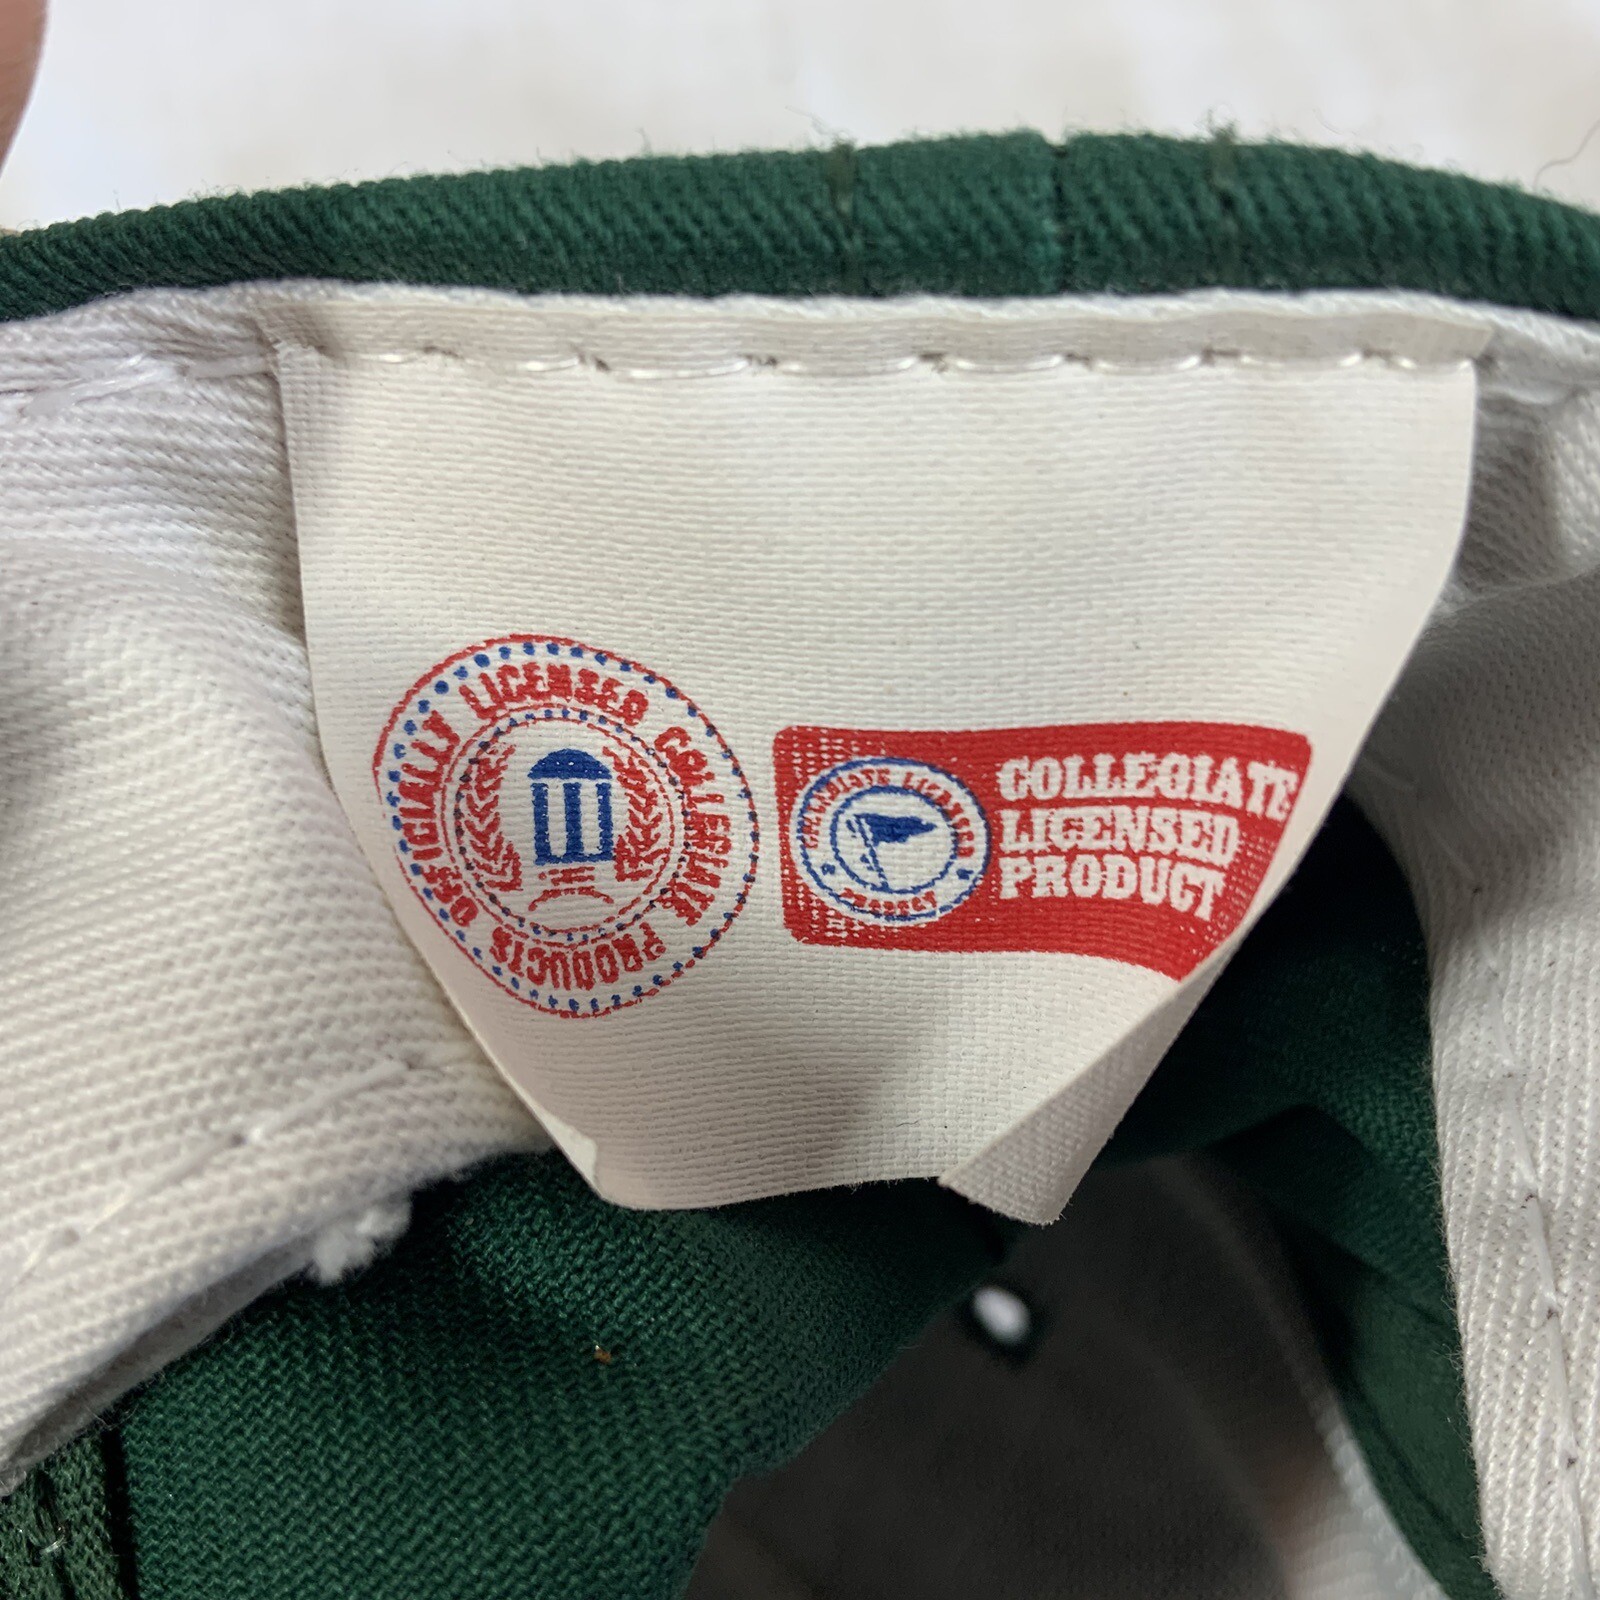 OFFICIALLY LICENSED COLLEGIATE PRODUCTS
COLLEGIATE LICENSED
PRODUCT
COLLEGIATE
LICENSED
PRODUCT